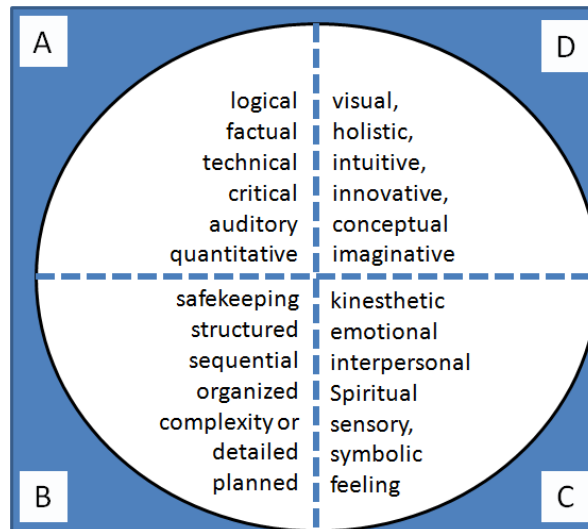 A
D
logical
factual
technical
critical
auditory
quantitative
visual,
holistic,
intuitive,
innovative,
conceptual
imaginative
safekeeping
structured
sequential
organized
complexity or
detailed
planned
kinesthetic
emotional
interpersonal
Spiritual
sensory,
symbolic
feeling
B
C